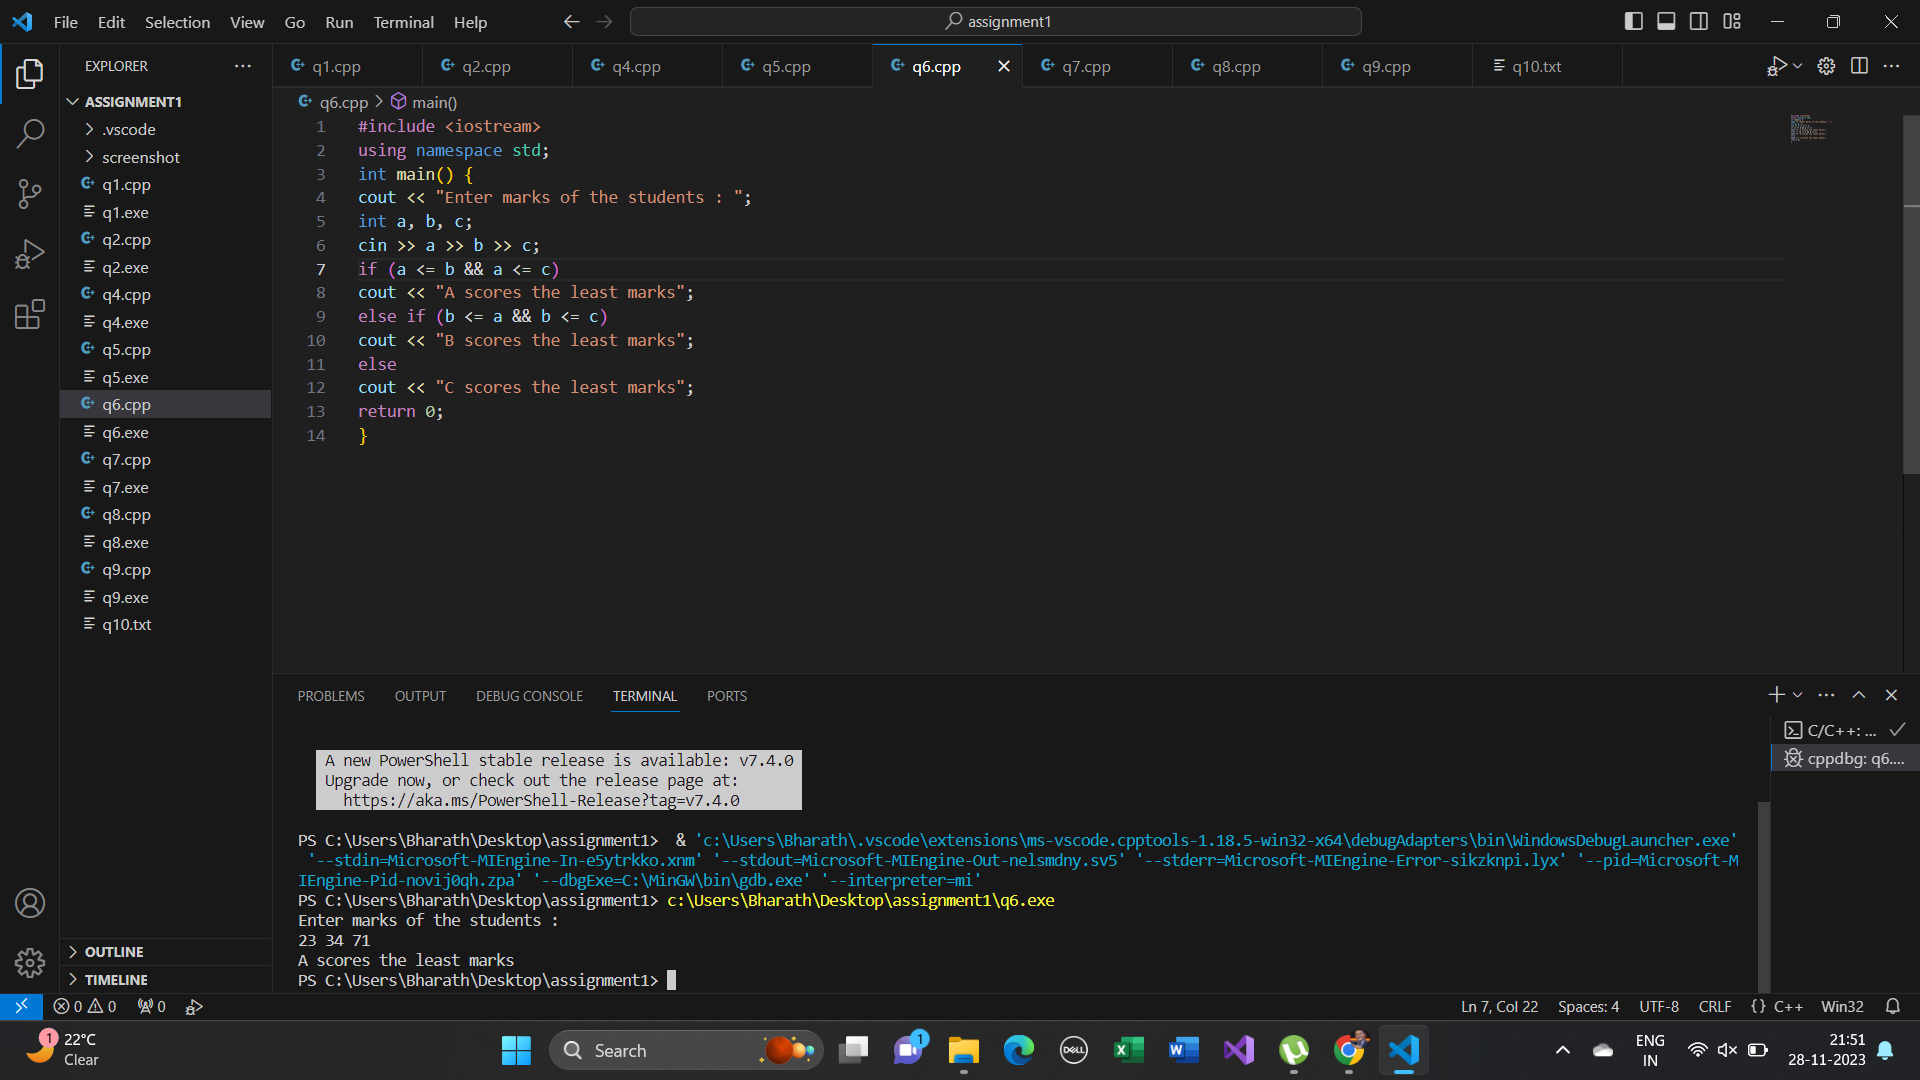 File Edit Selection View Go Run Terminal Help
assignment1
EXPLORER
ASSIGNMENT1
.vscode
screenshot
q1.cpp
q1.exe
q2.cpp
q2.exe
q4.cpp
q4.exe
q5.cpp
q5.exe
q6.cpp
q6.exe
q7.cpp
q7.exe
q8.cpp
q8.exe
q9.cpp
q9.exe
q10.txt
OUTLINE
TIMELINE
q1.cpp q2.cpp q4.cpp q5.cpp q6.cpp q7.cpp q8.cpp q9.cpp q10.txt
q6.cpp > main()
1 #include <iostream>
2 using namespace std;
3 int main() {
4 cout << "Enter marks of the students : ";
5 int a, b, c;
6 cin >> a >> b >> c;
7 if (a <= b && a <= c)
8 cout << "A scores the least marks";
9 else if (b <= a && b <= c)
10 cout << "B scores the least marks";
11 else
12 cout << "C scores the least marks";
13 return 0;
14 }
PROBLEMS OUTPUT DEBUG CONSOLE TERMINAL PORTS
C/C++: ...
cppdbg: q6....
A new PowerShell stable release is available: v7.4.0
Upgrade now, or check out the release page at:
https://aka.ms/PowerShell-Release?tag=v7.4.0
PS C:\Users\Bharath\Desktop\assignment1>  & 'c:\Users\Bharath\.vscode\extensions\ms-vscode.cpptools-1.18.5-win32-x64\debugAdapters\bin\WindowsDebugLauncher.exe'
'--stdin=Microsoft-MIEngine-In-e5ytrkko.xnm' '--stdout=Microsoft-MIEngine-Out-nelsmdny.sv5' '--stderr=Microsoft-MIEngine-Error-sikzknpi.lyx' '--pid=Microsoft-M
IEngine-Pid-novij0qh.zpa' '--dbgExe=C:\MinGW\bin\gdb.exe' '--interpreter=mi'
PS C:\Users\Bharath\Desktop\assignment1> c:\Users\Bharath\Desktop\assignment1\q6.exe
Enter marks of the students :
23 34 71
A scores the least marks
PS C:\Users\Bharath\Desktop\assignment1>
0 0 0 Ln 7, Col 22 Spaces: 4 UTF-8 CRLF {} C++ Win32
1 22°C
Clear
Search
1
DELL
ENG
IN
21:51
28-11-2023